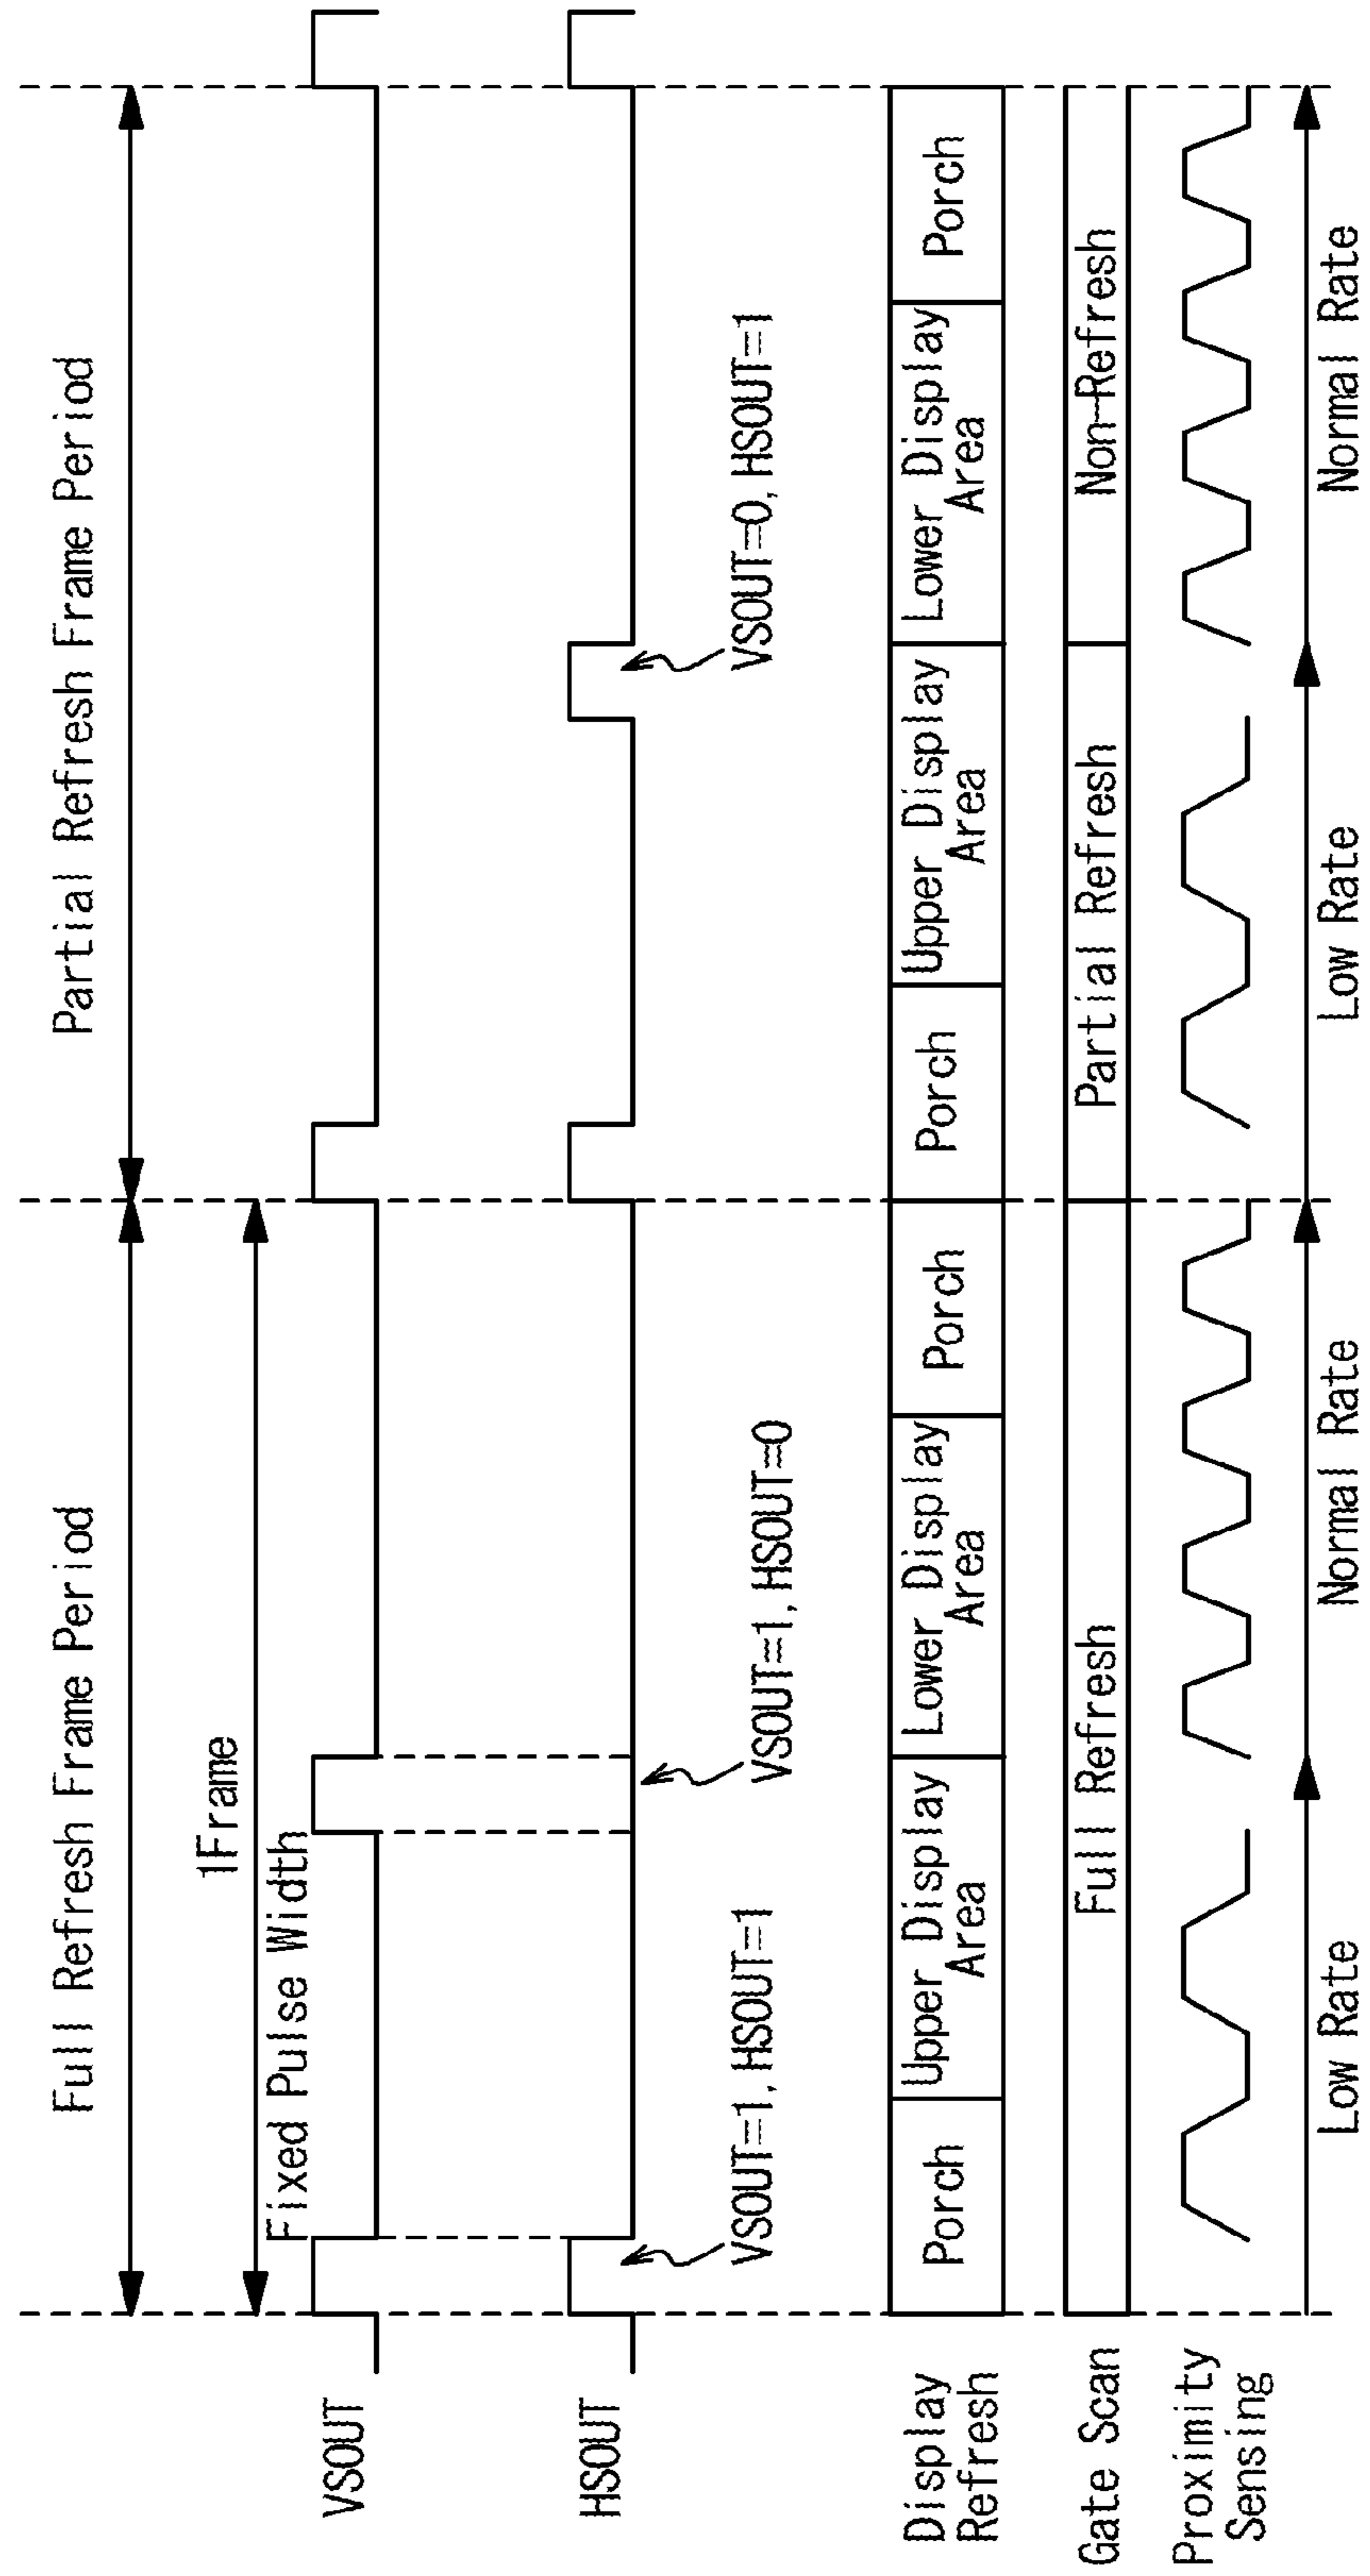 Full Refresh Frame Period
Partial Refresh Frame Period
1Frame
Fixed Pulse Width
VSOUT
HSOUT
VSOUT=1, HSOUT=1
VSOUT=1, HSOUT=0
VSOUT=0, HSOUT=1
Display
Refresh
Porch
Upper Display
Area
Lower Display
Area
Porch
Porch
Upper Display
Area
Lower Display
Area
Porch
Gate Scan
Full Refresh
Partial Refresh
Non-Refresh
Proximity
Sensing
Low Rate
Normal Rate
Low Rate
Normal Rate